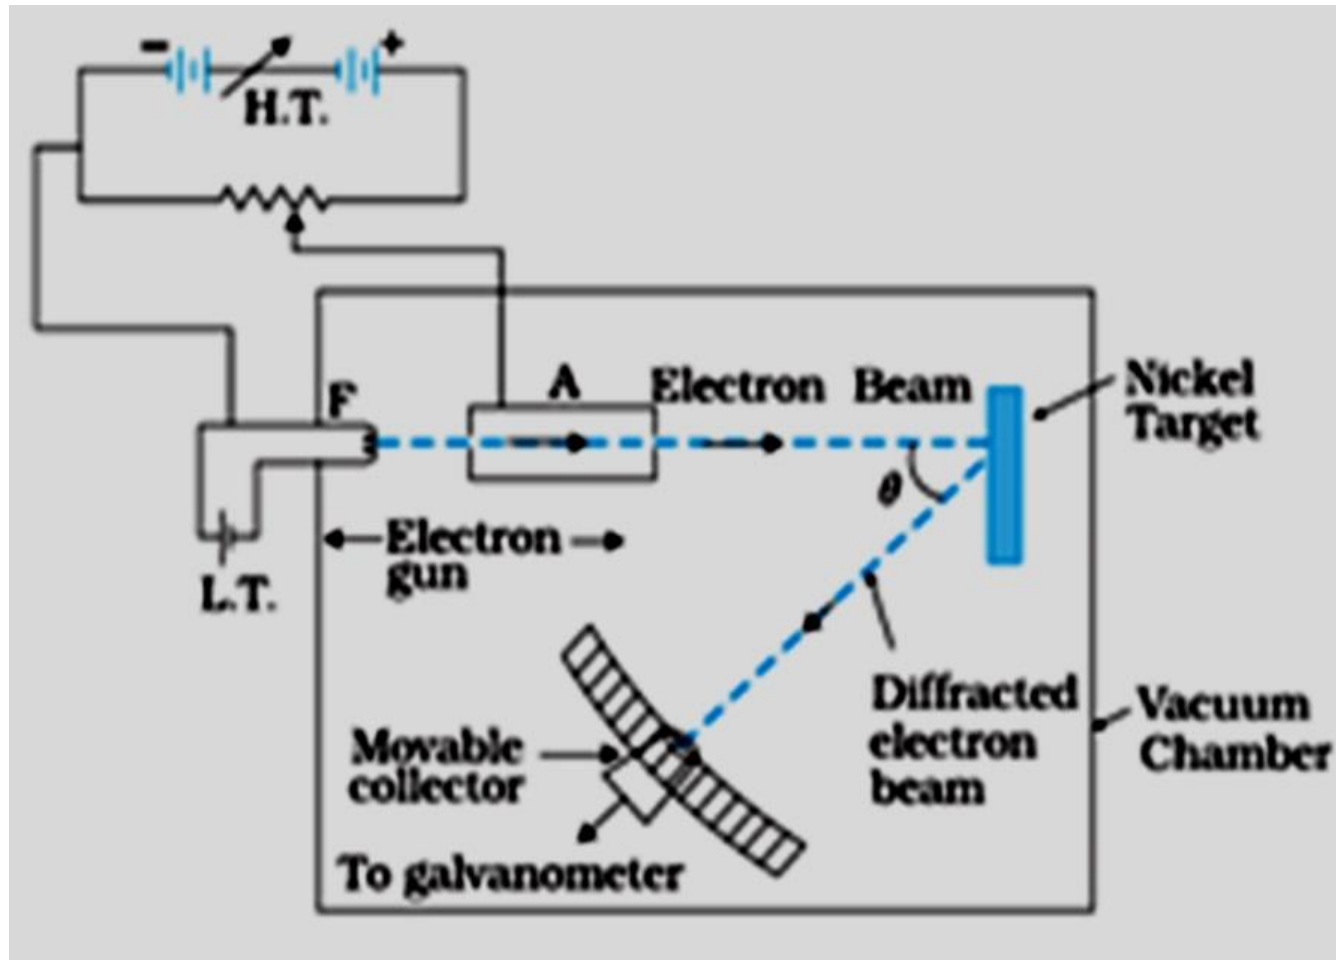 - +
H.T.
F
A
Electron Beam
Nickel
Target
θ
Electron
gun
L.T.
Diffracted
electron
beam
Vacuum
Chamber
Movable
collector
To galvanometer